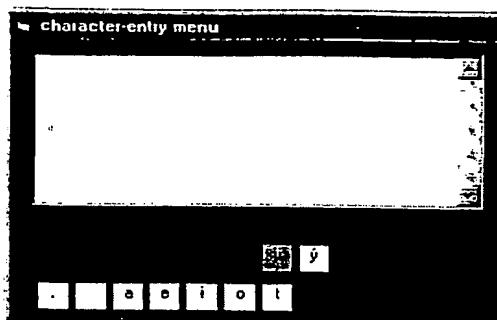 character-entry menu
ý
. a e i o t